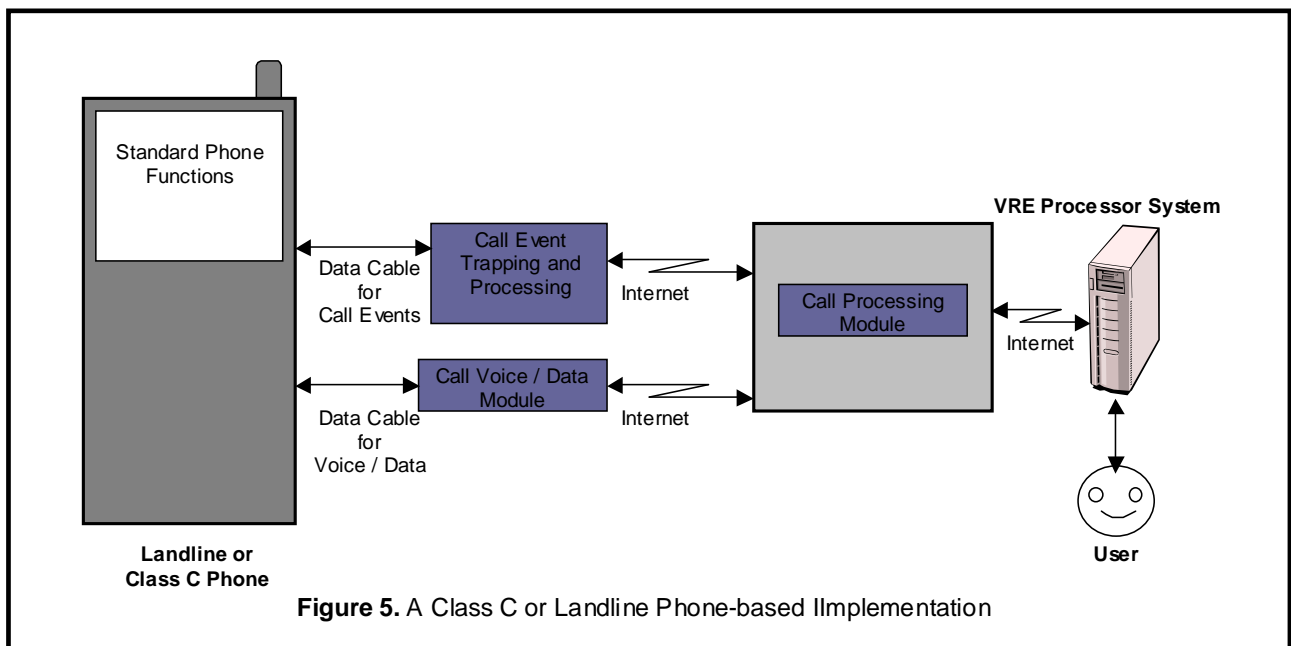 Standard Phone
Functions
Data Cable
for
Call Events
Call Event
Trapping and
Processing
Internet
Call Processing
Module
VRE Processor System
Internet
Data Cable
for
Voice / Data
Call Voice / Data
Module
Internet
User
Landline or
Class C Phone
Figure 5. A Class C or Landline Phone-based IImplementation